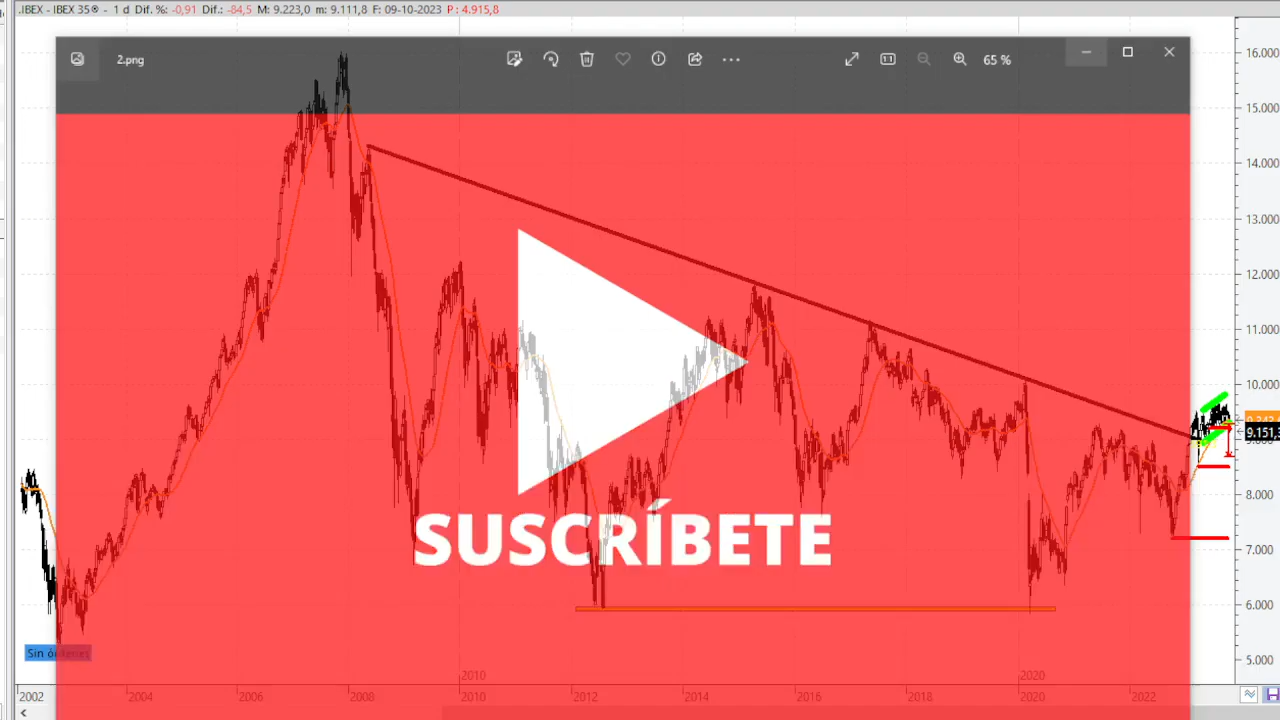 .IBEX - IBEX 35® - 1 d Dif. %: -0,91 Dif.: -84,5 M: 9.223,0 m: 9.111,8 F: 09-10-2023 P: 4.915,8
2.png
65 %
16.000
15.000
14.000
13.000
12.000
11.000
10.000
9.151,3
8.000
7.000
6.000
5.000
SUSCRÍBETE
Sin órdenes
2010 2020
2002 2004 2006 2008 2010 2012 2014 2016 2018 2020 2022